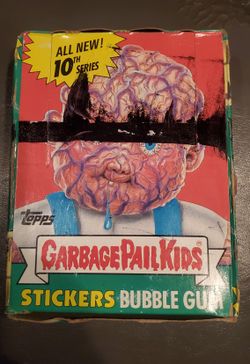 ALL NEW!
10TH
SERIES
Topps
GARBAGE PAIL KIDS®
STICKERS BUBBLE GUM